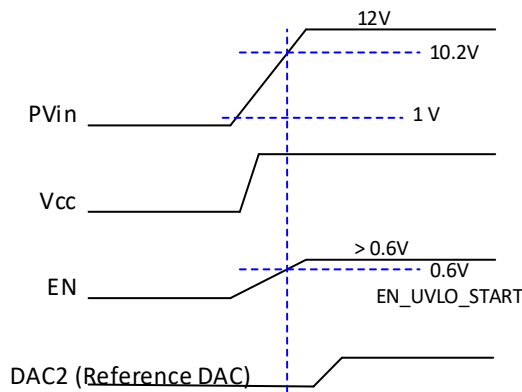 12V
10.2V
PVin
1 V
Vcc
> 0.6V
0.6V
EN
EN_UVLO_START
DAC2 (Reference DAC)